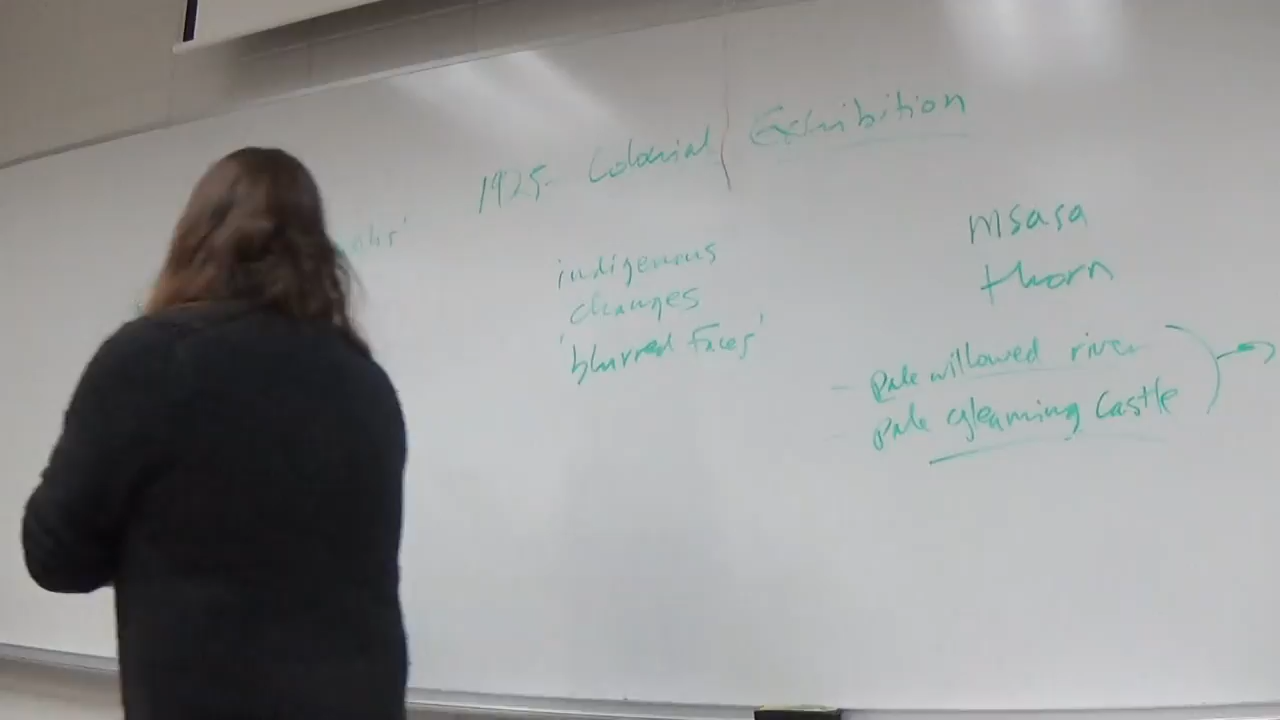 1925- Colonial Exhibition
indigenous
changes
'blurred faces'
msasa
thorn
- pale willowed river
- pale gleaming Castle